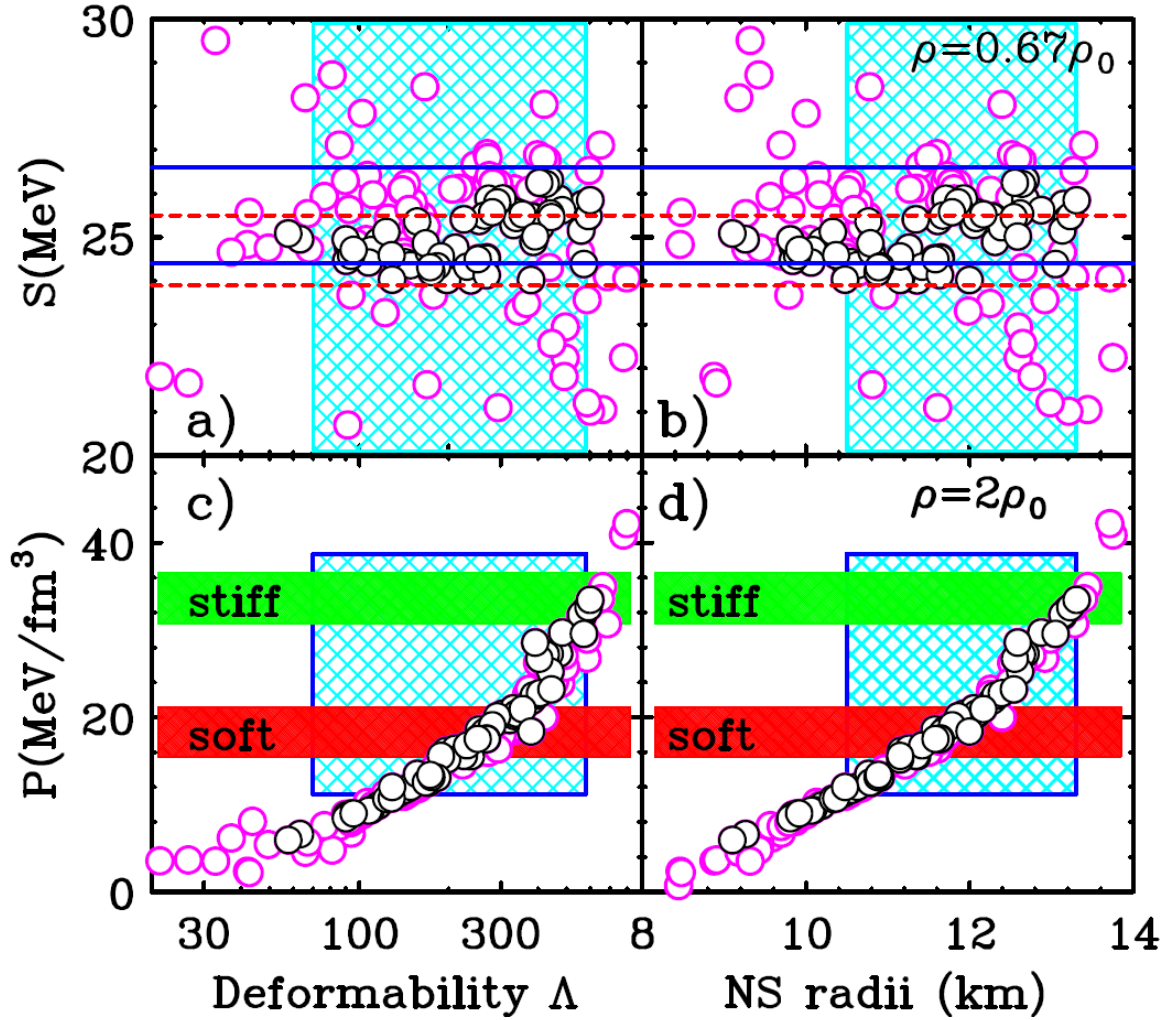 30
ρ=0.67ρ0
S(MeV)
25
a)
b)
20
c)
d)
ρ=2ρ0
40
P(MeV/fm³)
stiff
stiff
20
soft
soft
0
30
100
300
8
10
12
14
Deformability Λ
NS radii (km)